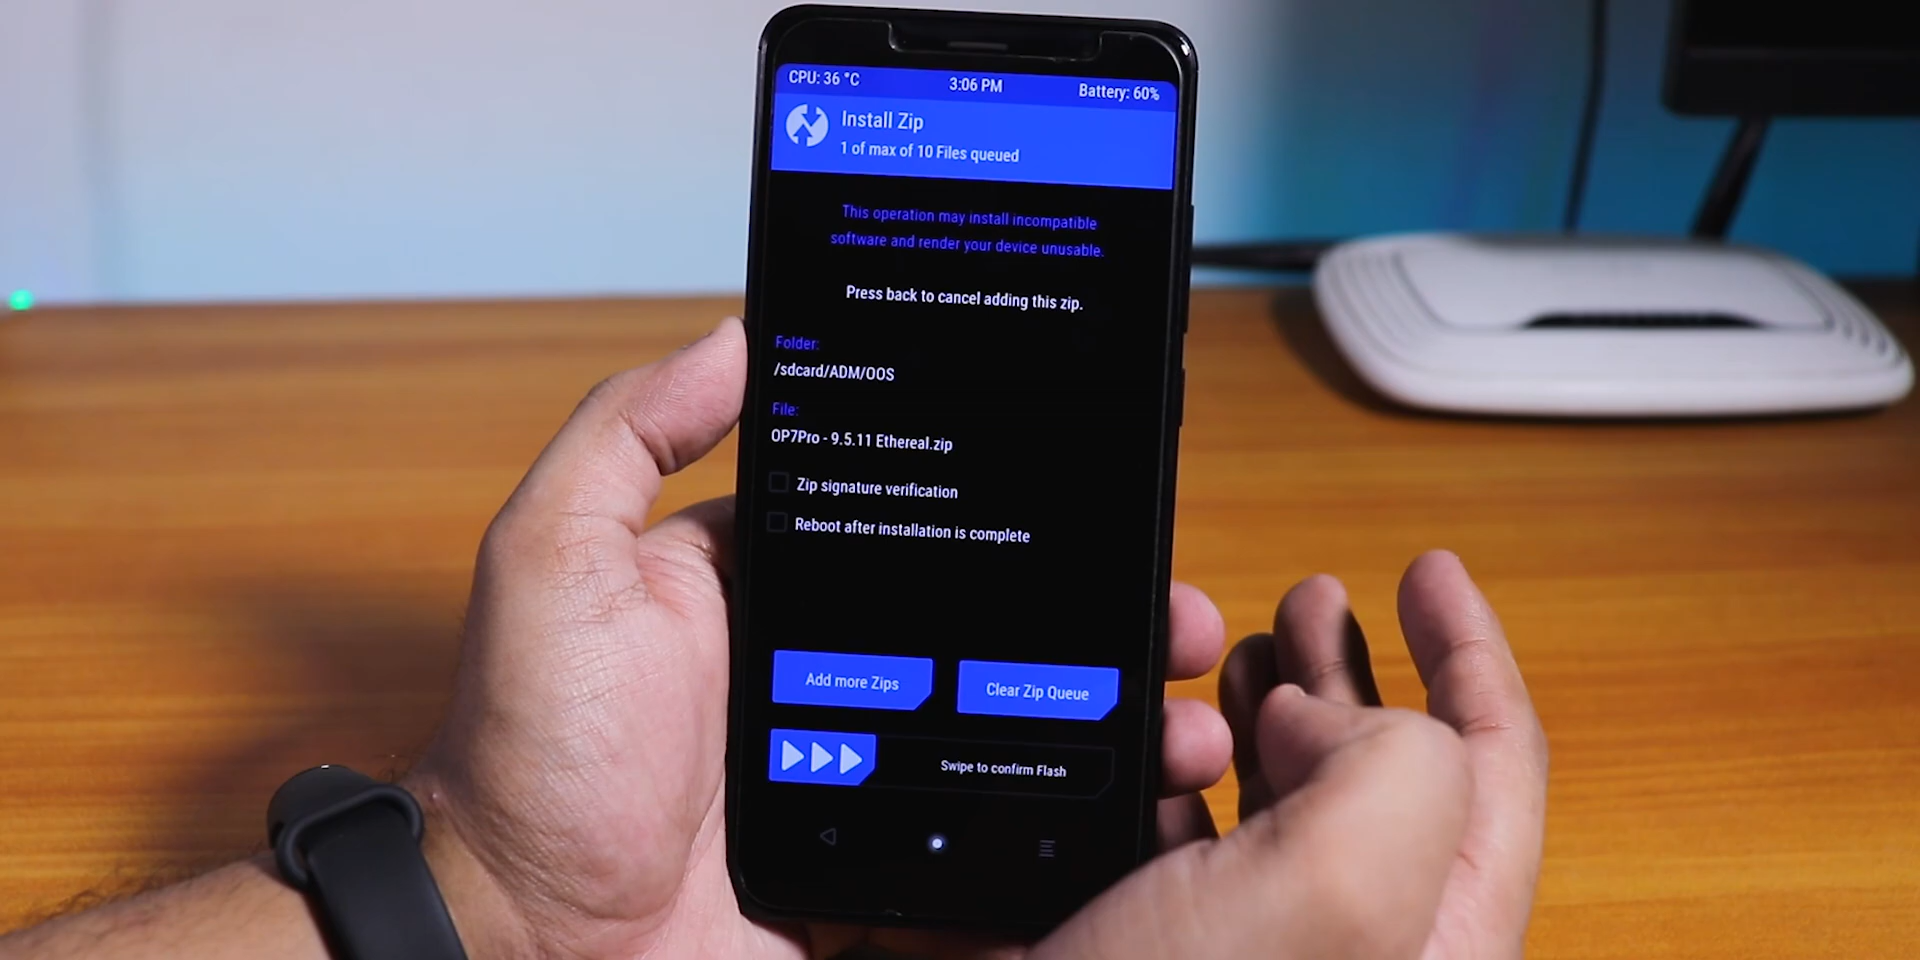 CPU: 36 °C 3:06 PM Battery: 60%
Install Zip
1 of max of 10 Files queued
This operation may install incompatible
software and render your device unusable.
Press back to cancel adding this zip.
Folder:
/sdcard/ADM/OOS
File:
OP7Pro - 9.5.11 Ethereal.zip
Zip signature verification
Reboot after installation is complete
Add more Zips Clear Zip Queue
Swipe to confirm Flash